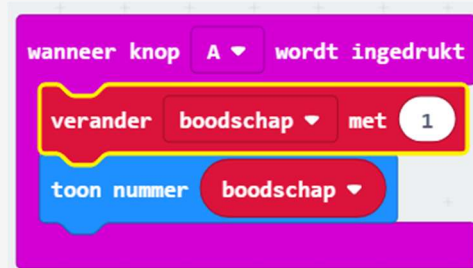 wanneer knop A wordt ingedrukt
verander boodschap met 1
toon nummer boodschap